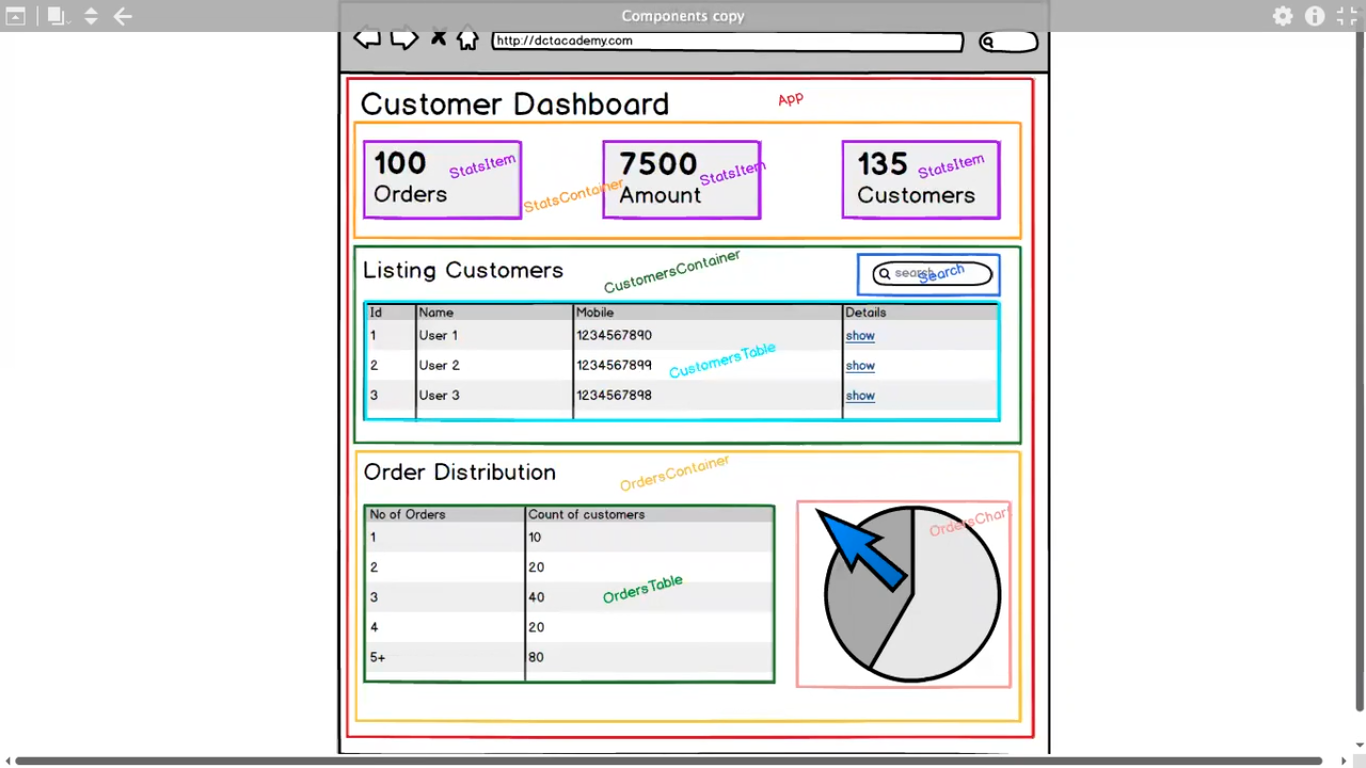 Components copy
http://dctacademy.com
Customer Dashboard
App
100
StatsItem
Orders
StatsContainer
7500
StatsItem
Amount
135
StatsItem
Customers
Listing Customers
CustomersContainer
search
Search
Id Name Mobile Details
1 User 1 1234567890 show
2 User 2 1234567899 show
CustomersTable
3 User 3 1234567898 show
Order Distribution
OrdersContainer
No of Orders Count of customers
1 10
2 20
3 40
OrdersTable
4 20
5+ 80
OrdersChart